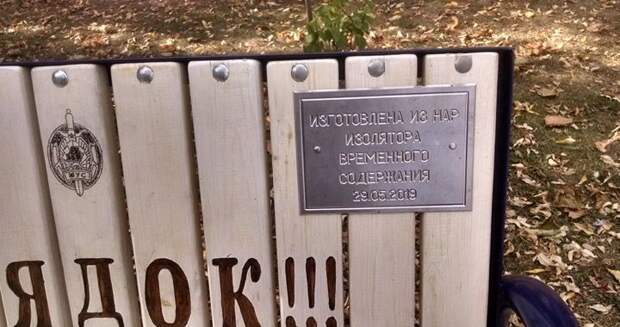 ИЗГОТОВЛЕНА ИЗ НАР
ИЗОЛЯТОРА
ВРЕМЕННОГО
СОДЕРЖАНИЯ
29.05.2019
ЯДОК!!!